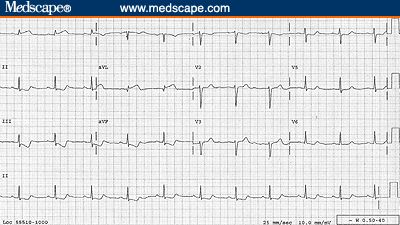 Medscape® www.medscape.com
II aVL V2 V5
III aVF V3 V6
II
Loc 55510-1000 25 mm/sec 10.0 mm/mV ~ W 0.50-40